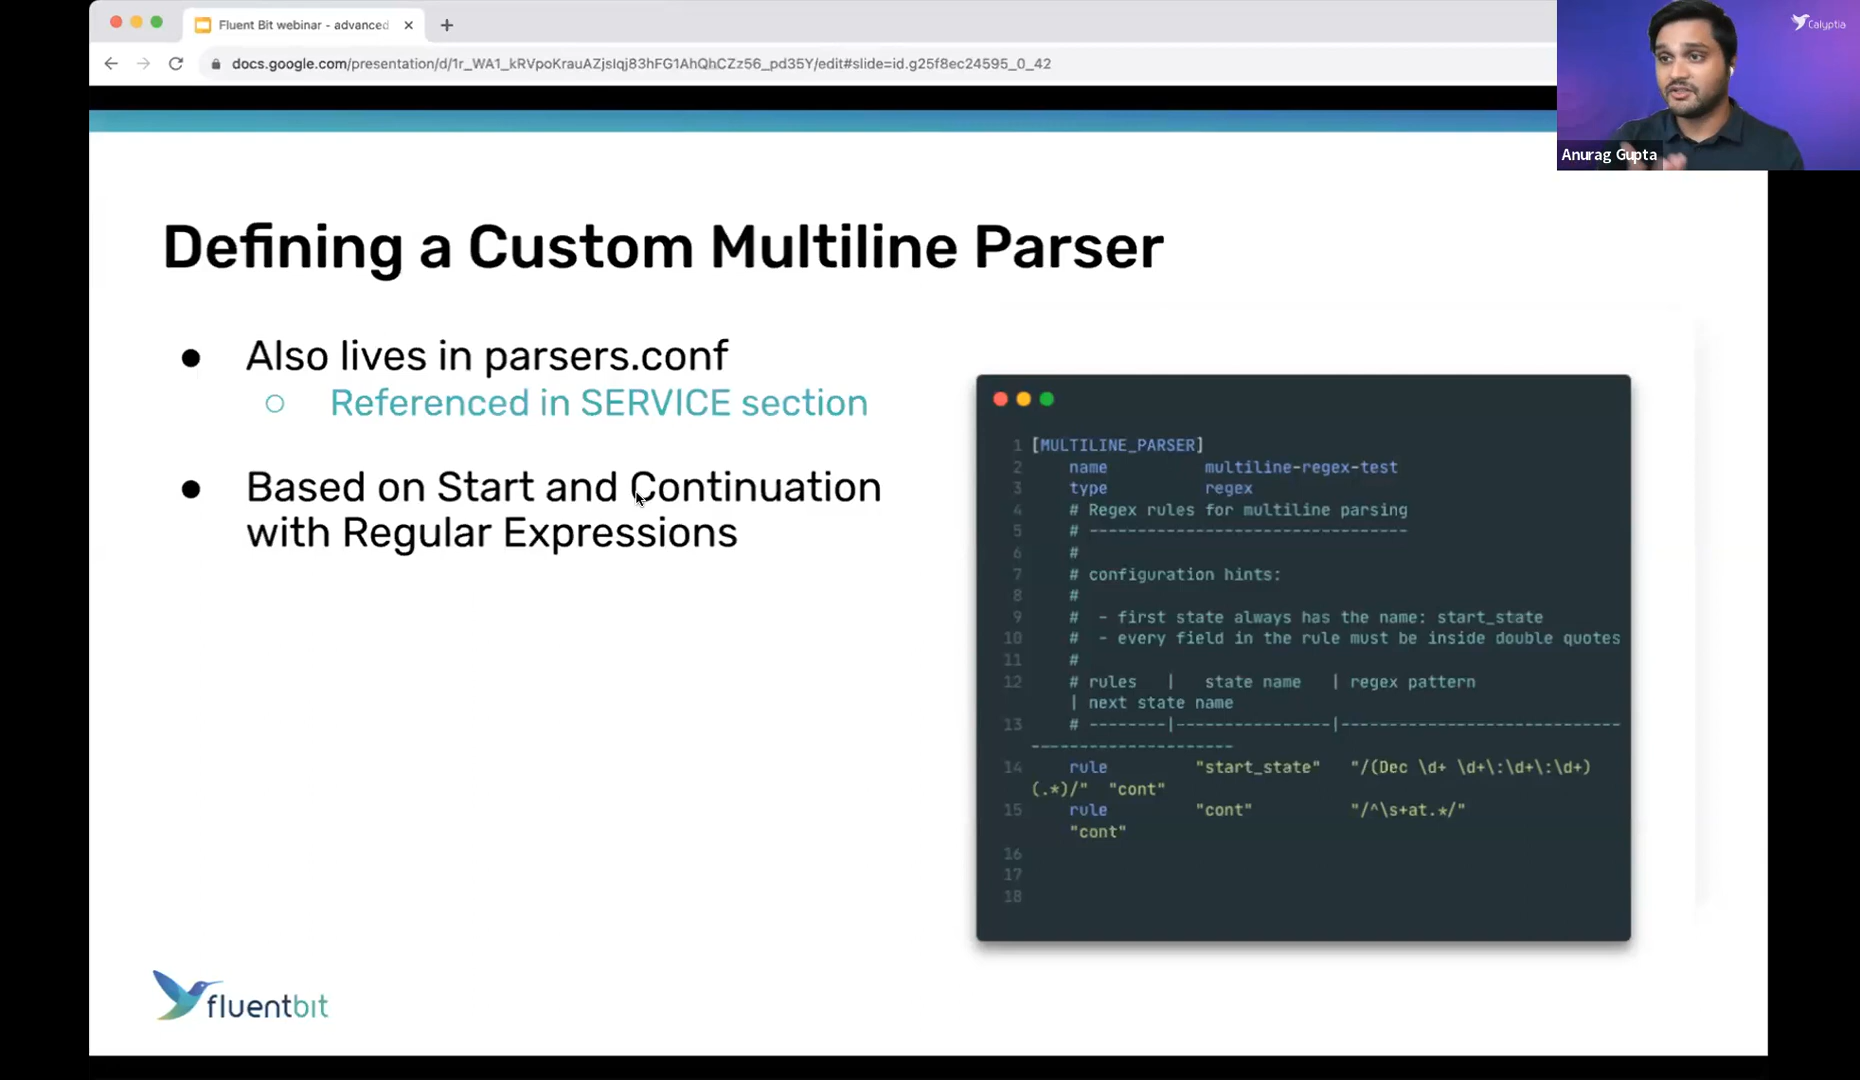 Fluent Bit webinar - advanced
docs.google.com/presentation/d/1r_WA1_kRVpoKrauAZjsIqj83hFG1AhQhCZz56_pd35Y/edit#slide=id.g25f8ec24595_0_42
Calyptia
Anurag Gupta
Defining a Custom Multiline Parser
● Also lives in parsers.conf
○ Referenced in SERVICE section
● Based on Start and Continuation
with Regular Expressions
1 [MULTILINE_PARSER]
2 name multiline-regex-test
3 type regex
4 # Regex rules for multiline parsing
5 # ---------------------------------
6 #
7 # configuration hints:
8 #
9 # - first state always has the name: start_state
10 # - every field in the rule must be inside double quotes
11 #
12 # rules | state name | regex pattern
| next state name
13 # --------|----------------|-----------------------------
---------------------
14 rule "start_state" "/(Dec \d+ \d+\:\d+\:\d+)
(.*)/" "cont"
15 rule "cont" "/^\s+at.*/"
"cont"
16
17
18
fluentbit